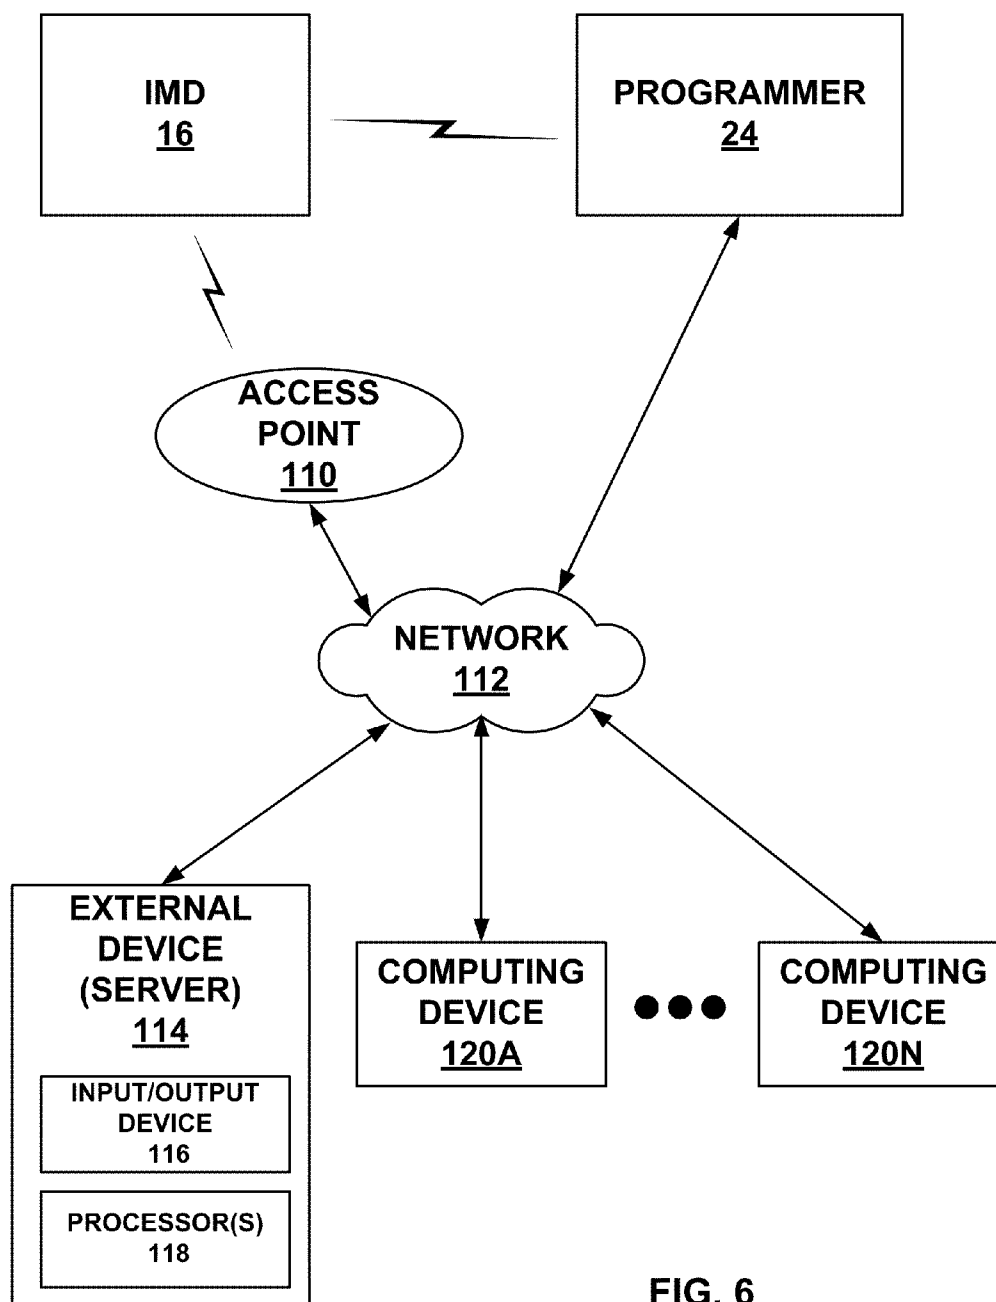 IMD
16
PROGRAMMER
24
ACCESS
POINT
110
NETWORK
112
EXTERNAL
DEVICE
(SERVER)
114
INPUT/OUTPUT
DEVICE
116
PROCESSOR(S)
118
COMPUTING
DEVICE
120A
COMPUTING
DEVICE
120N
FIG. 6